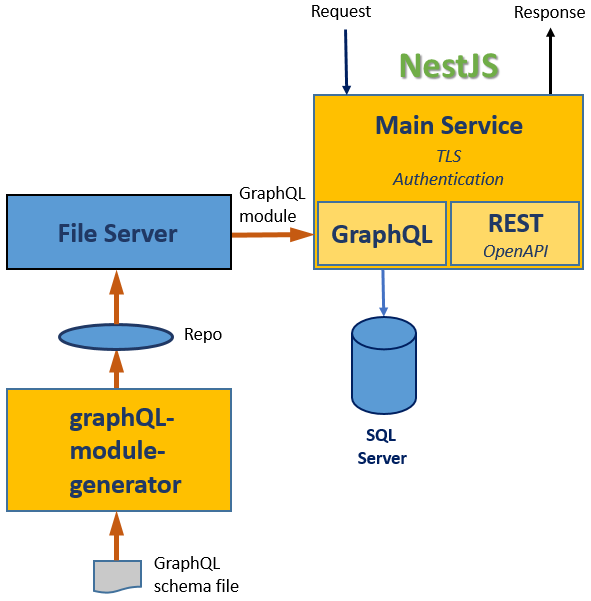 Request
Response
NestJS
Main Service
TLS
Authentication
GraphQL
module
File Server
GraphQL
REST
OpenAPI
Repo
SQL
Server
graphQL-
module-
generator
GraphQL
schema file